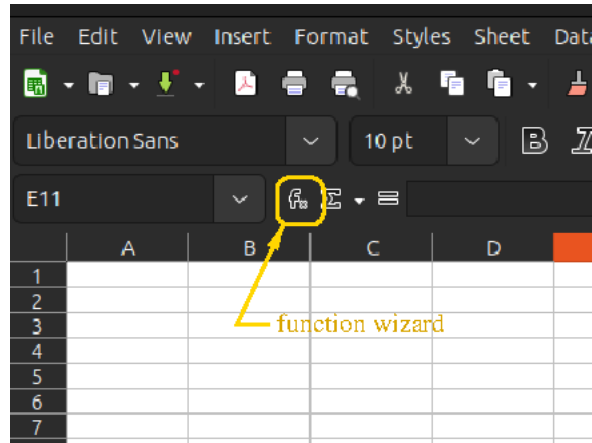 File Edit View Insert Format Styles Sheet Data
Liberation Sans 10 pt B I
E11 fx Σ =
A B C D
1
2
3 function wizard
4
5
6
7